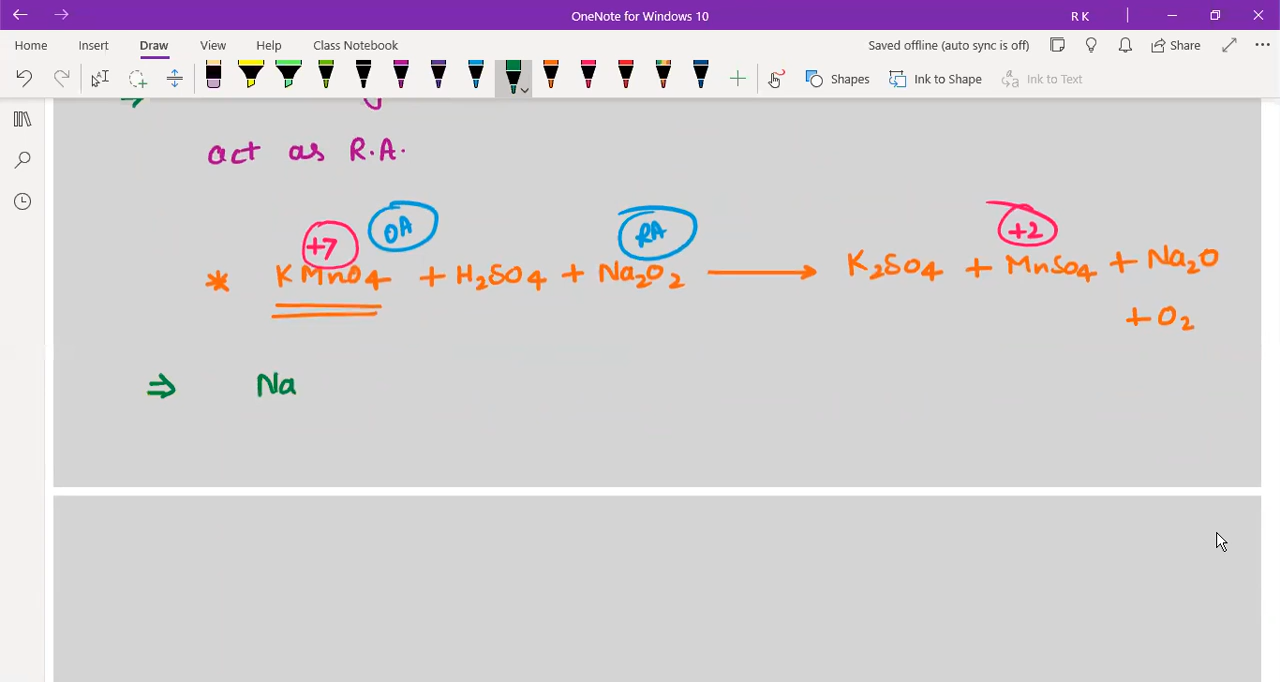 OneNote for Windows 10
R K
Home Insert Draw View Help Class Notebook
Saved offline (auto sync is off) Share
Shapes Ink to Shape Ink to Text
act as R.A.
+7 OA RA +2
* KMnO4 + H2SO4 + Na2O2 → K2SO4 + MnSO4 + Na2O
+ O2
⇒ Na